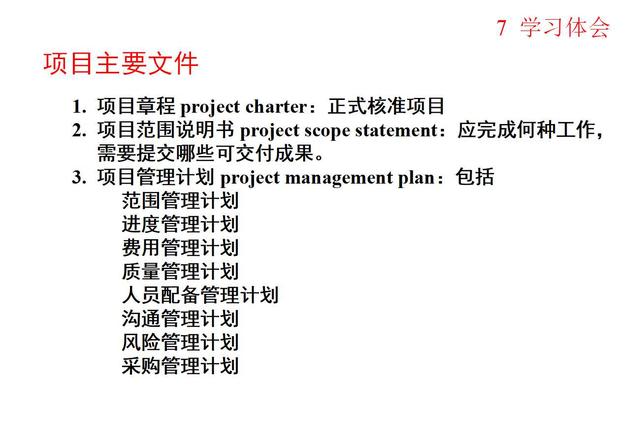 7 学习体会
项目主要文件
1. 项目章程 project charter：正式核准项目
2. 项目范围说明书 project scope statement：应完成何种工作，
需要提交哪些可交付成果。
3. 项目管理计划 project management plan：包括
范围管理计划
进度管理计划
费用管理计划
质量管理计划
人员配备管理计划
沟通管理计划
风险管理计划
采购管理计划